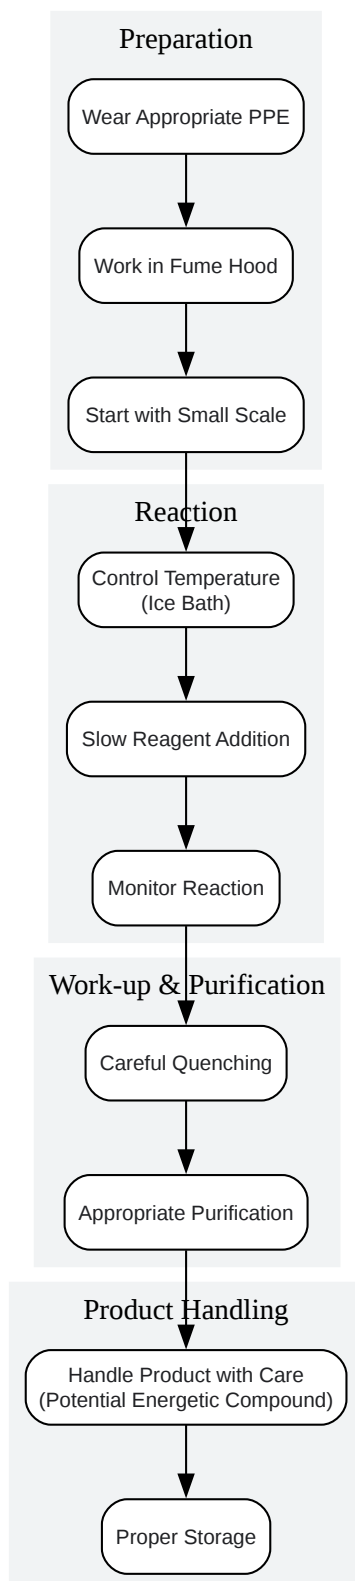 Preparation
Wear Appropriate PPE
Work in Fume Hood
Start with Small Scale
Reaction
Control Temperature
(Ice Bath)
Slow Reagent Addition
Monitor Reaction
Work-up & Purification
Careful Quenching
Appropriate Purification
Product Handling
Handle Product with Care
(Potential Energetic Compound)
Proper Storage